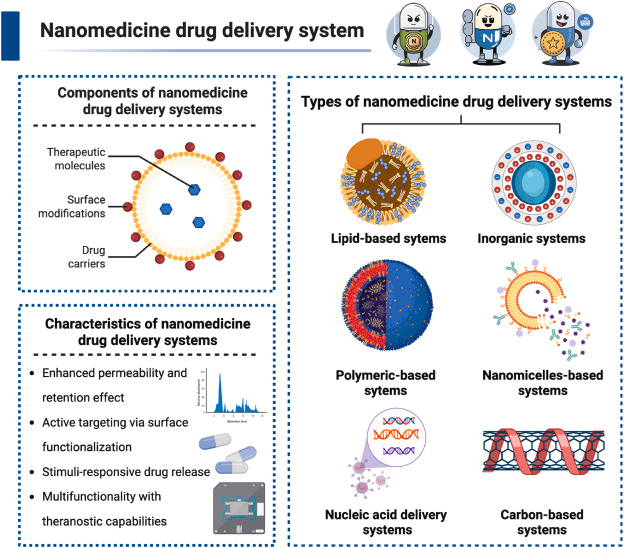 Nanomedicine drug delivery system
N
N
Components of nanomedicine
drug delivery systems
Therapeutic
molecules
Surface
modifications
Drug
carriers
Characteristics of nanomedicine
drug delivery systems
• Enhanced permeability and
retention effect
• Active targeting via surface
functionalization
• Stimuli-responsive drug release
• Multifunctionality with
theranostic capabilities
Retention time
Types of nanomedicine drug delivery systems
Lipid-based sytems
Inorganic systems
Polymeric-based
sytems
Nanomicelles-based
systems
Nucleic acid delivery
systems
Carbon-based
systems